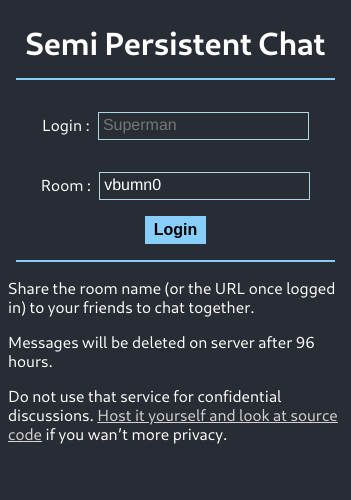 Semi Persistent Chat
Login : Superman
Room : vbumn0
Login
Share the room name (or the URL once logged
in) to your friends to chat together.
Messages will be deleted on server after 96
hours.
Do not use that service for confidential
discussions. Host it yourself and look at source
code if you wan't more privacy.